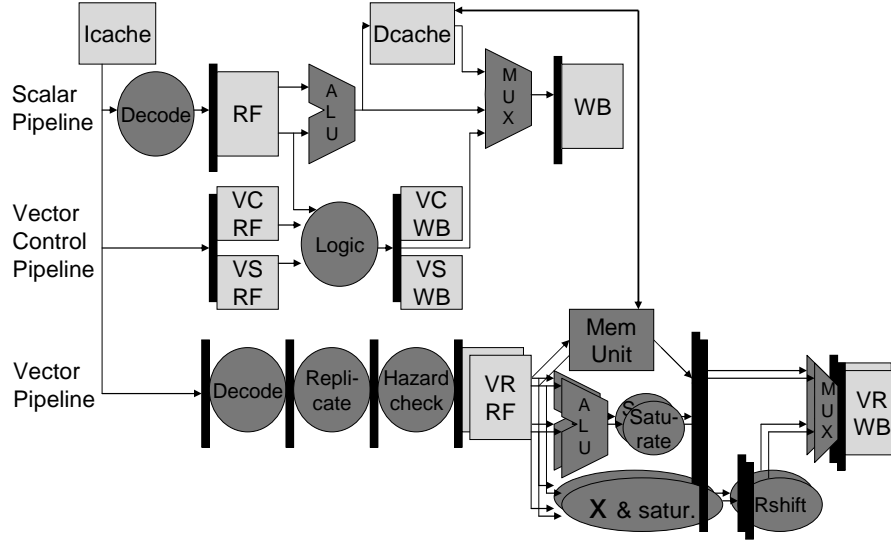 Icache
Dcache
Scalar
Pipeline
Decode
RF
A
L
U
M
U
X
WB
Vector
Control
Pipeline
VC
RF
VS
RF
Logic
VC
WB
VS
WB
Mem
Unit
Vector
Pipeline
Decode
Repli-
cate
Hazard
check
VR
RF
A
L
U
S
Satu-
rate
X & satur.
Rshift
M
U
X
VR
WB